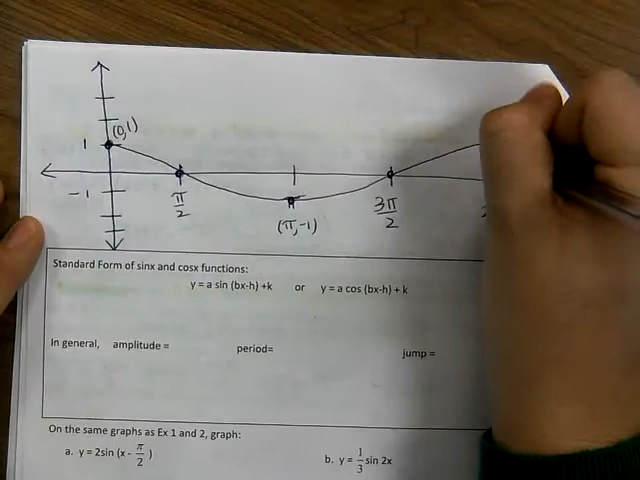 (0,1)
1
-1
π/2
(π,-1)
3π/2
Standard Form of sinx and cosx functions:
y = a sin (bx-h) +k or y = a cos (bx-h) + k
In general, amplitude = period= jump =
On the same graphs as Ex 1 and 2, graph:
a. y = 2sin (x - π/2 ) b. y = 1/3 sin 2x